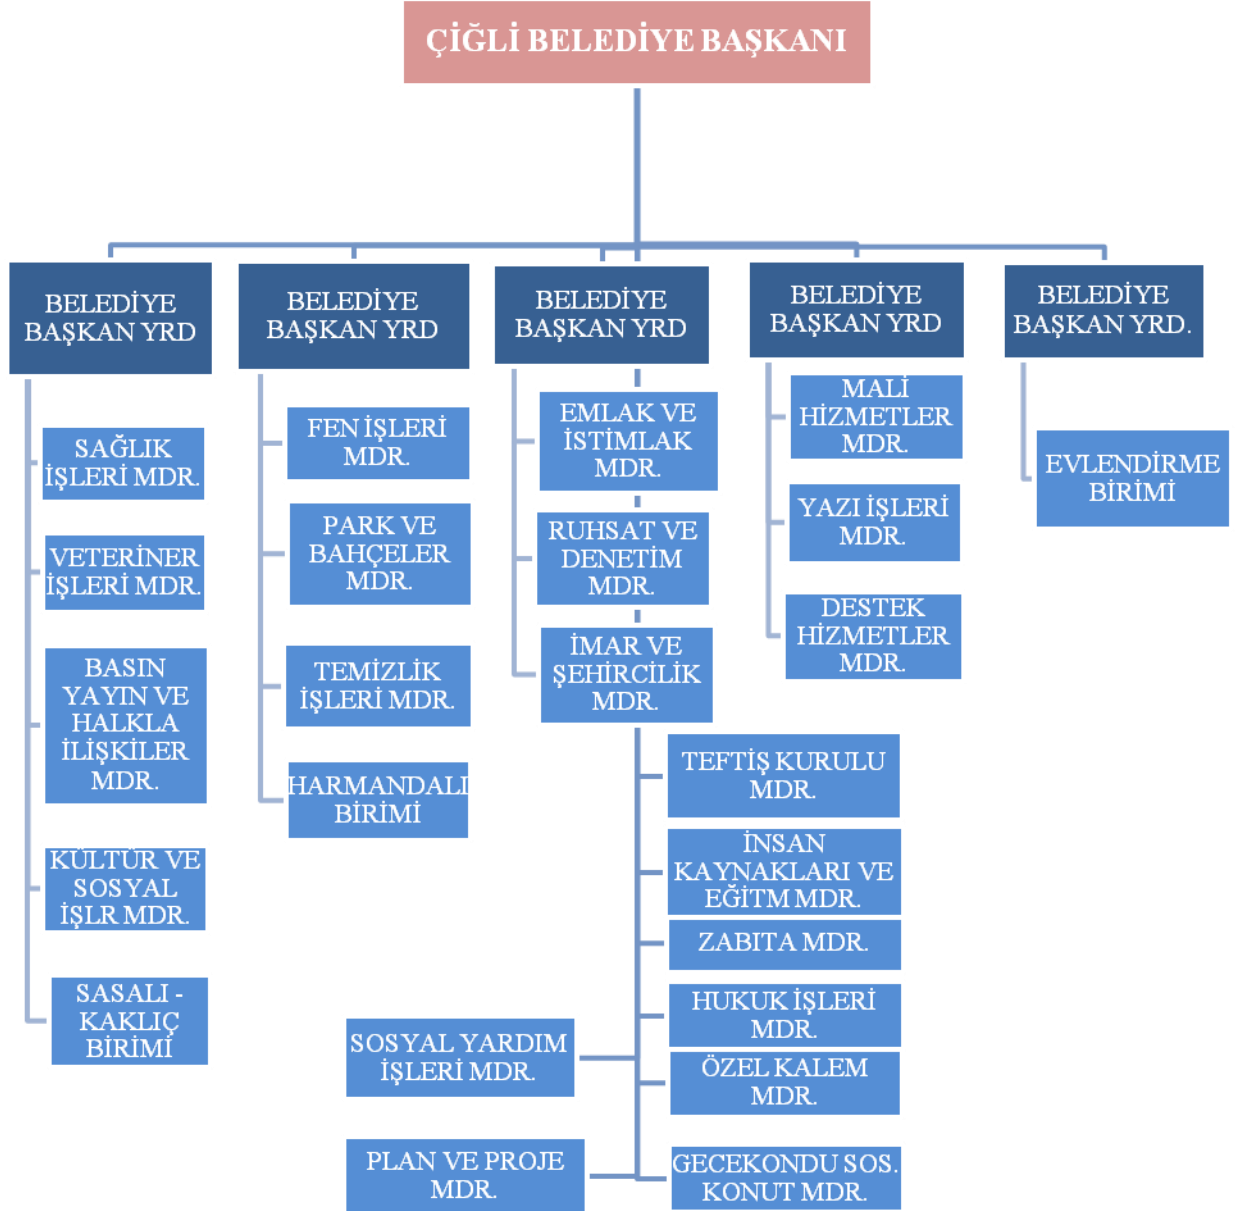 ÇİĞLİ BELEDİYE BAŞKANI
BELEDİYE
BAŞKAN YRD
SAĞLIK
İŞLERİ MDR.
VETERİNER
İŞLERİ MDR.
BASIN
YAYIN VE
HALKLA
İLİŞKİLER
MDR.
KÜLTÜR VE
SOSYAL
İŞLR MDR.
SASALI -
KAKLIÇ
BİRİMİ
BELEDİYE
BAŞKAN YRD
FEN İŞLERİ
MDR.
PARK VE
BAHÇELER
MDR.
TEMİZLİK
İŞLERİ MDR.
HARMANDALI
BİRİMİ
BELEDİYE
BAŞKAN YRD
EMLAK VE
İSTİMLAK
MDR.
RUHSAT VE
DENETİM
MDR.
İMAR VE
ŞEHİRCİLİK
MDR.
BELEDİYE
BAŞKAN YRD
MALİ
HİZMETLER
MDR.
YAZI İŞLERİ
MDR.
DESTEK
HİZMETLER
MDR.
BELEDİYE
BAŞKAN YRD.
EVLENDİRME
BİRİMİ
TEFTİŞ KURULU
MDR.
İNSAN
KAYNAKLARI VE
EĞİTM MDR.
ZABITA MDR.
HUKUK İŞLERİ
MDR.
SOSYAL YARDIM
İŞLERİ MDR.
ÖZEL KALEM
MDR.
PLAN VE PROJE
MDR.
GECEKONDU SOS.
KONUT MDR.